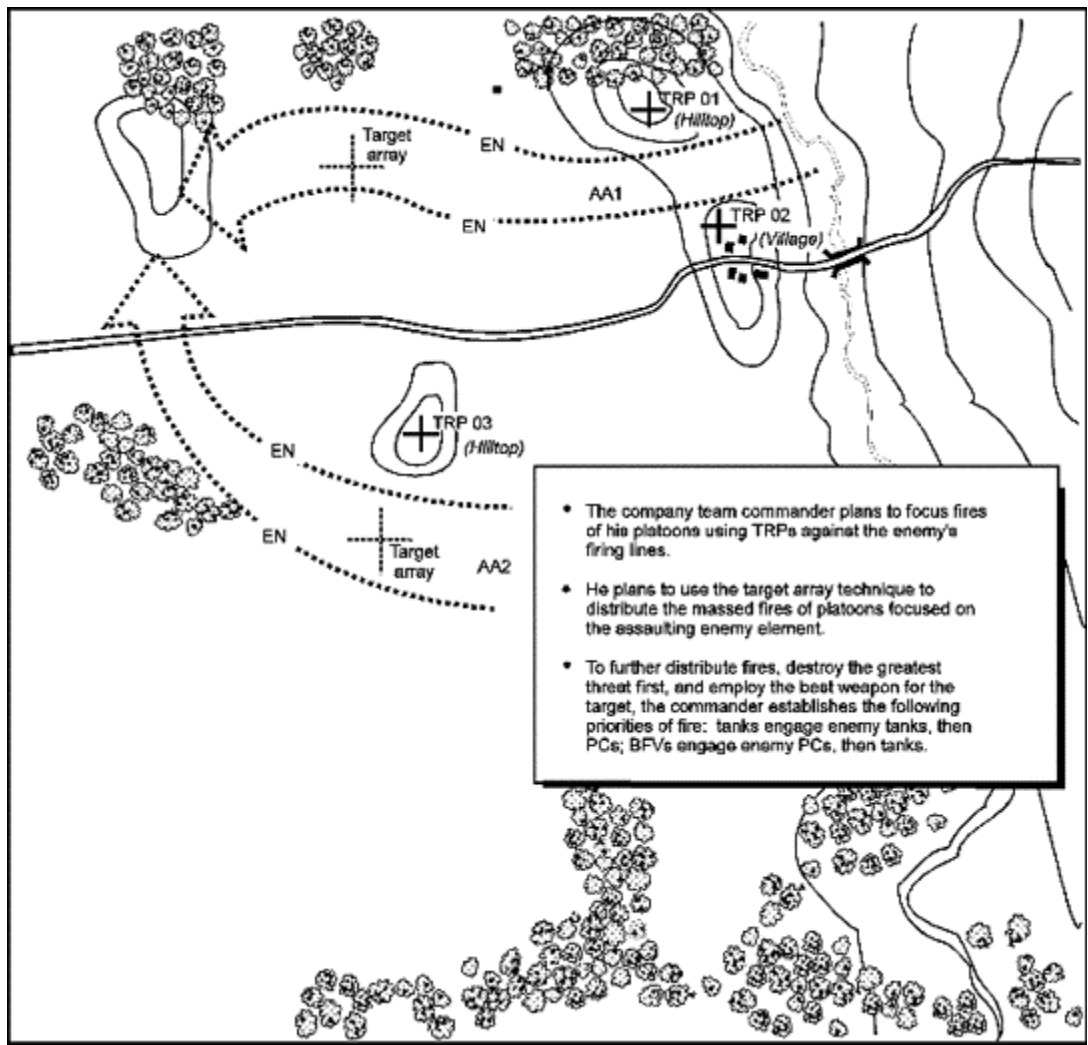 TRP 01
(Hilltop)
Target
array
EN
AA1
EN
TRP 02
(Village)
TRP 03
(Hilltop)
EN
EN
Target
array
AA2
• The company team commander plans to focus fires
of his platoons using TRPs against the enemy's
firing lines.
• He plans to use the target array technique to
distribute the massed fires of platoons focused on
the assaulting enemy element.
• To further distribute fires, destroy the greatest
threat first, and employ the best weapon for the
target, the commander establishes the following
priorities of fire: tanks engage enemy tanks, then
PCs; BFVs engage enemy PCs, then tanks.